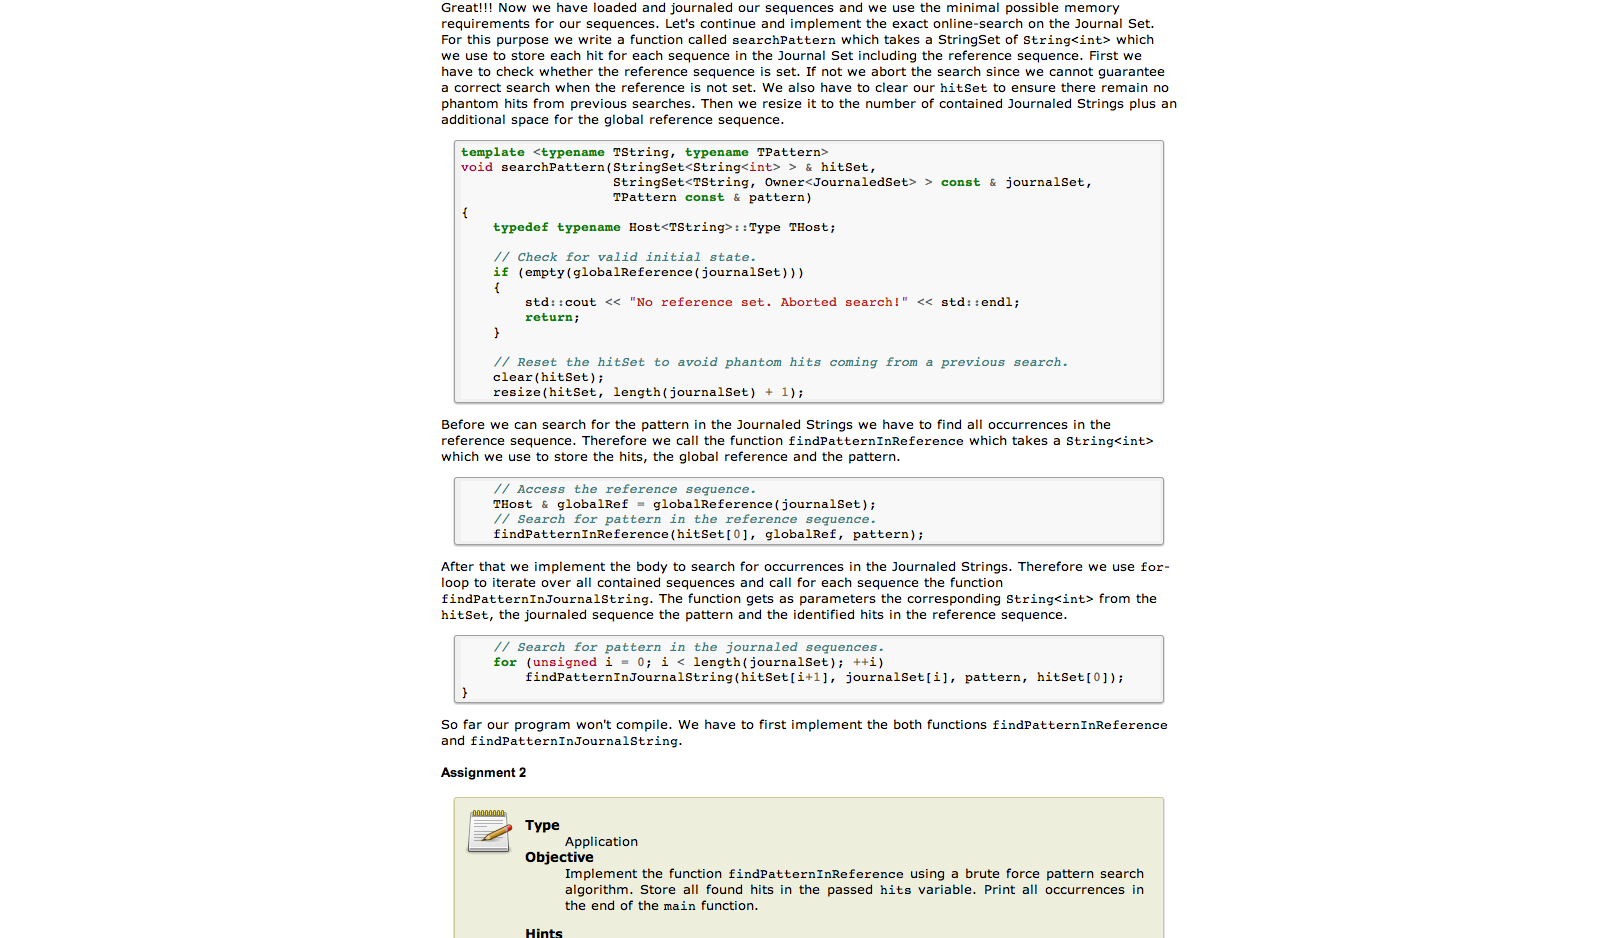 Great!!! Now we have loaded and journaled our sequences and we use the minimal possible memory
requirements for our sequences. Let's continue and implement the exact online-search on the Journal Set.
For this purpose we write a function called searchPattern which takes a StringSet of String<int> which
we use to store each hit for each sequence in the Journal Set including the reference sequence. First we
have to check whether the reference sequence is set. If not we abort the search since we cannot guarantee
a correct search when the reference is not set. We also have to clear our hitSet to ensure there remain no
phantom hits from previous searches. Then we resize it to the number of contained Journaled Strings plus an
additional space for the global reference sequence.
template <typename TString, typename TPattern>
void searchPattern(StringSet<String<int> > & hitSet,
StringSet<TString, Owner<JournaledSet> > const & journalSet,
TPattern const & pattern)
{
typedef typename Host<TString>::Type THost;
// Check for valid initial state.
if (empty(globalReference(journalSet)))
{
std::cout << "No reference set. Aborted search!" << std::endl;
return;
}
// Reset the hitSet to avoid phantom hits coming from a previous search.
clear(hitSet);
resize(hitSet, length(journalSet) + 1);
Before we can search for the pattern in the Journaled Strings we have to find all occurrences in the
reference sequence. Therefore we call the function findPatternInReference which takes a String<int>
which we use to store the hits, the global reference and the pattern.
// Access the reference sequence.
THost & globalRef = globalReference(journalSet);
// Search for pattern in the reference sequence.
findPatternInReference(hitSet[0], globalRef, pattern);
After that we implement the body to search for occurrences in the Journaled Strings. Therefore we use for-
loop to iterate over all contained sequences and call for each sequence the function
findPatternInJournalString. The function gets as parameters the corresponding String<int> from the
hitSet, the journaled sequence the pattern and the identified hits in the reference sequence.
// Search for pattern in the journaled sequences.
for (unsigned i = 0; i < length(journalSet); ++i)
findPatternInJournalString(hitSet[i+1], journalSet[i], pattern, hitSet[0]);
}
So far our program won't compile. We have to first implement the both functions findPatternInReference
and findPatternInJournalString.
Assignment 2
Type
Application
Objective
Implement the function findPatternInReference using a brute force pattern search
algorithm. Store all found hits in the passed hits variable. Print all occurrences in
the end of the main function.
Hints